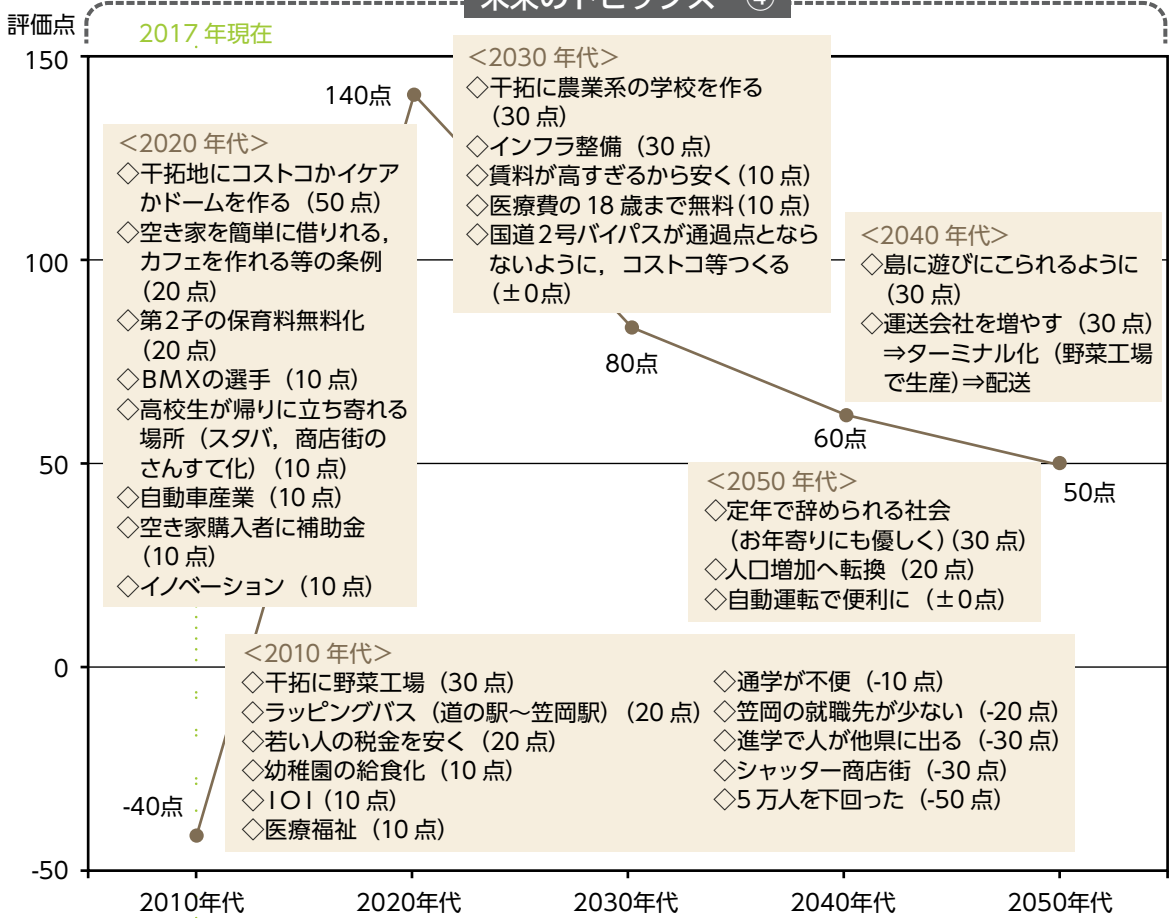 未来のトピックス ④
評価点
2017 年現在
150
100
50
0
-50
140点
80点
60点
50点
-40点
＜2020 年代＞
◇干拓地にコストコかイケア
かドームを作る（50 点）
◇空き家を簡単に借りれる，
カフェを作れる等の条例
（20 点）
◇第２子の保育料無料化
（20 点）
◇ＢＭＸの選手（10 点）
◇高校生が帰りに立ち寄れる
場所（スタバ，商店街の
さんすて化）（10 点）
◇自動車産業（10 点）
◇空き家購入者に補助金
（10 点）
◇イノベーション（10 点）
＜2030 年代＞
◇干拓に農業系の学校を作る
（30 点）
◇インフラ整備（30 点）
◇賃料が高すぎるから安く（10 点）
◇医療費の 18 歳まで無料（10 点）
◇国道２号バイパスが通過点となら
ないように，コストコ等つくる
（±０点）
＜2040 年代＞
◇島に遊びにこられるように
（30 点）
◇運送会社を増やす（30 点）
⇒ターミナル化（野菜工場
で生産）⇒配送
＜2050 年代＞
◇定年で辞められる社会
（お年寄りにも優しく）（30 点）
◇人口増加へ転換（20 点）
◇自動運転で便利に（±０点）
＜2010 年代＞
◇干拓に野菜工場（30 点）
◇ラッピングバス（道の駅～笠岡駅）（20 点）
◇若い人の税金を安く（20 点）
◇幼稚園の給食化（10 点）
◇ＩＯＩ（10 点）
◇医療福祉（10 点）
◇通学が不便（-10 点）
◇笠岡の就職先が少ない（-20 点）
◇進学で人が他県に出る（-30 点）
◇シャッター商店街（-30 点）
◇５万人を下回った（-50 点）
2010年代
2020年代
2030年代
2040年代
2050年代